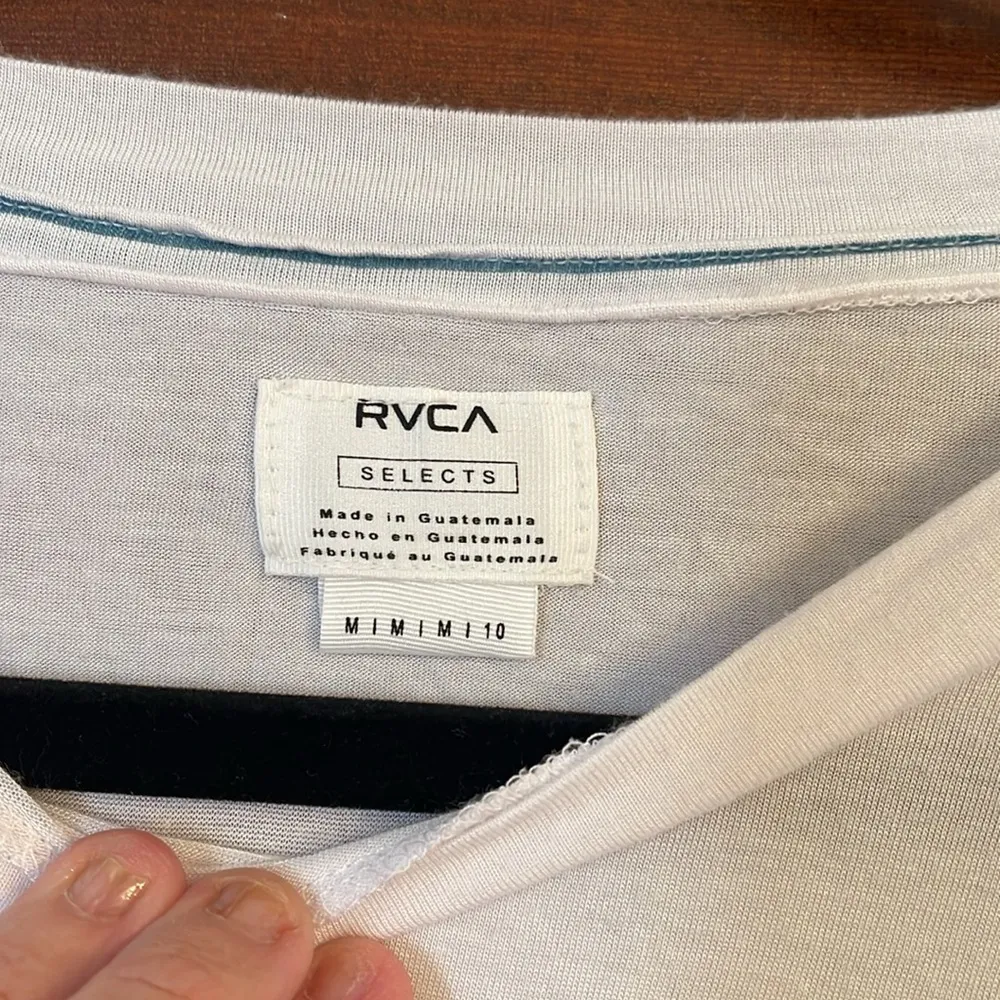 RVCA
SELECTS
Made in Guatemala
Hecho en Guatemala
Fabriqué au Guatemala
M | M | M | 10